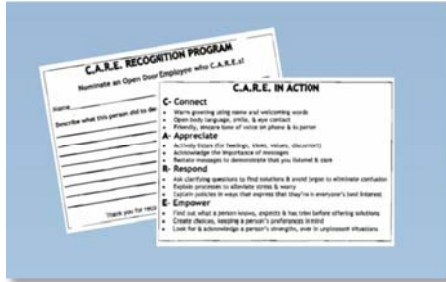 C.A.R.E. RECOGNITION PROGRAM
Nominate an Open Door Employee who C.A.R.E.s!
Name
Describe what this person did to de
Thank you for reco
C.A.R.E. IN ACTION
C- Connect
• Warm greeting using name and welcoming words
• Open body language, smile, & eye contact
• Friendly, sincere tone of voice on phone & in person
A- Appreciate
• Actively listen (for feelings, ideas, values, discomfort)
• Acknowledge the importance of messages
• Restate messages to demonstrate that you listened & care
R- Respond
• Ask clarifying questions to find solutions & avoid jargon to eliminate confusion
• Explain processes to alleviate stress & worry
• Explain policies in ways that express that they're in everyone's best interest
E- Empower
• Find out what a person knows, expects & has tried before offering solutions
• Create choices, keeping a person's preferences in mind
• Look for & acknowledge a person's strengths, even in unpleasant situations